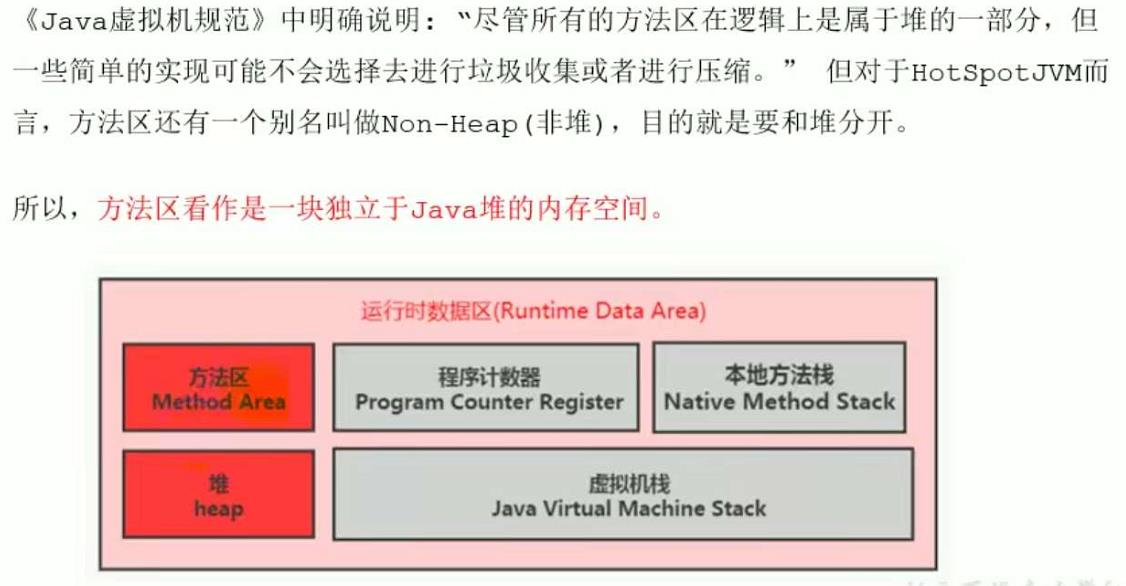 《Java虚拟机规范》中明确说明：“尽管所有的方法区在逻辑上是属于堆的一部分，但
一些简单的实现可能不会选择去进行垃圾收集或者进行压缩。” 但对于HotSpotJVM而
言，方法区还有一个别名叫做Non-Heap(非堆)，目的就是要和堆分开。
所以，方法区看作是一块独立于Java堆的内存空间。
运行时数据区(Runtime Data Area)
方法区
Method Area
程序计数器
Program Counter Register
本地方法栈
Native Method Stack
堆
heap
虚拟机栈
Java Virtual Machine Stack